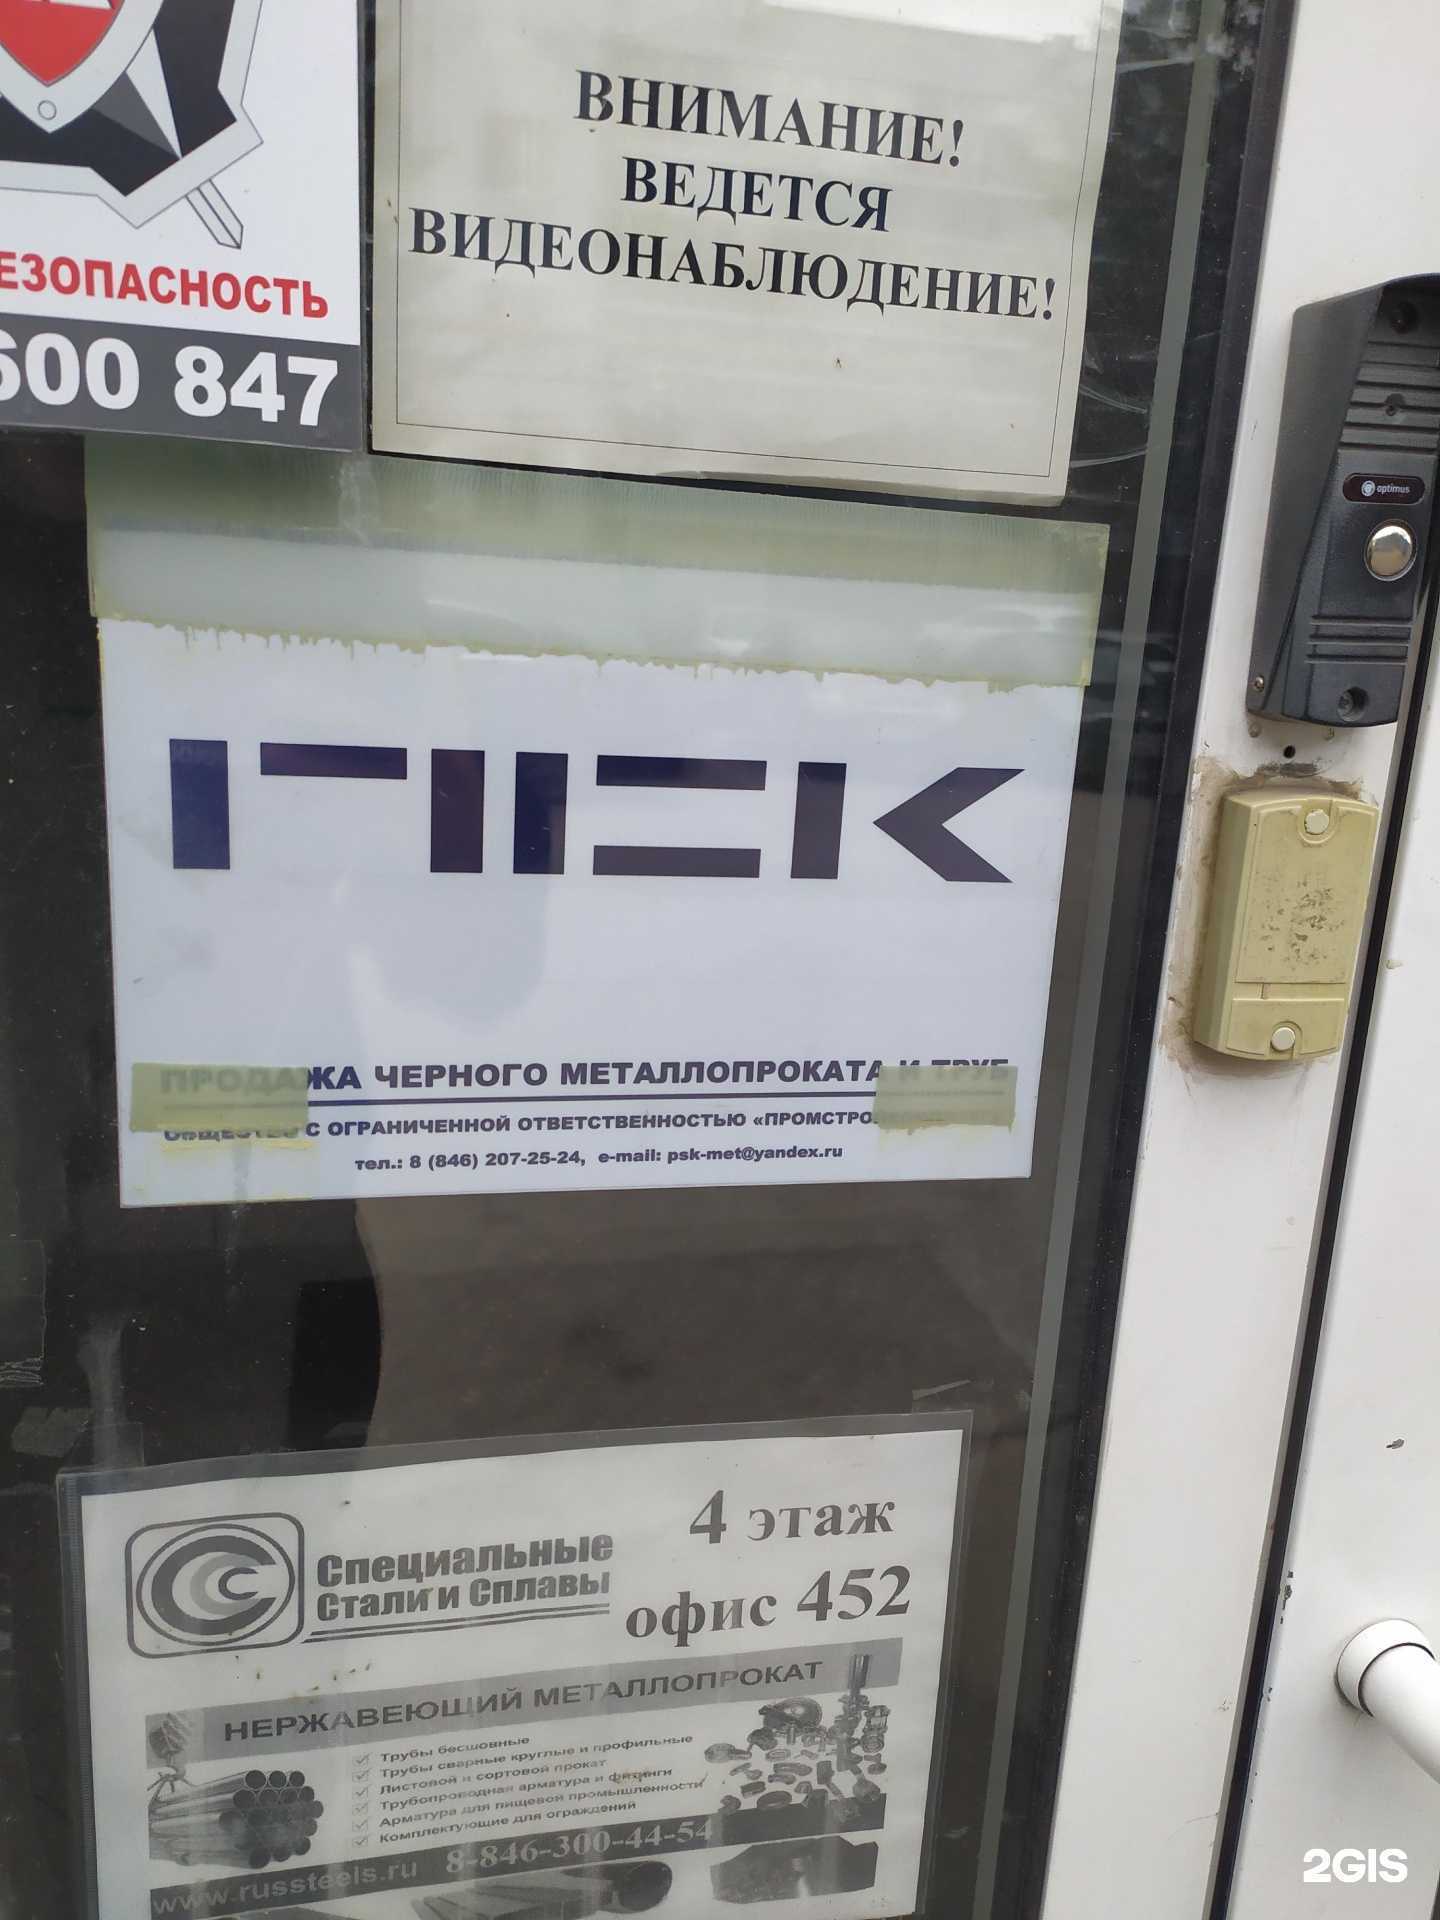 ЕЗОПАСНОСТЬ
600 847
ВНИМАНИЕ!
ВЕДЕТСЯ
ВИДЕОНАБЛЮДЕНИЕ!
optimus
ПСК
ПРОДАЖА ЧЕРНОГО МЕТАЛЛОПРОКАТА И ТРУБ
ОБЩЕСТВО С ОГРАНИЧЕННОЙ ОТВЕТСТВЕННОСТЬЮ
тел.: 8 (846) 207-25-24, e-mail: psk-met@yandex.ru
4 этаж
офис 452
Специальные
Стали и Сплавы
НЕРЖАВЕЮЩИЙ МЕТАЛЛОПРОКАТ
Трубы бесшовные
Трубы сварные круглые и профильные
Листовой и сортовой прокат
Трубопроводная арматура и фитинги
Арматура для пищевой промышленности
Комплектующие для ограждений
www.russteels.ru 8-846-300-44-54
2GIS